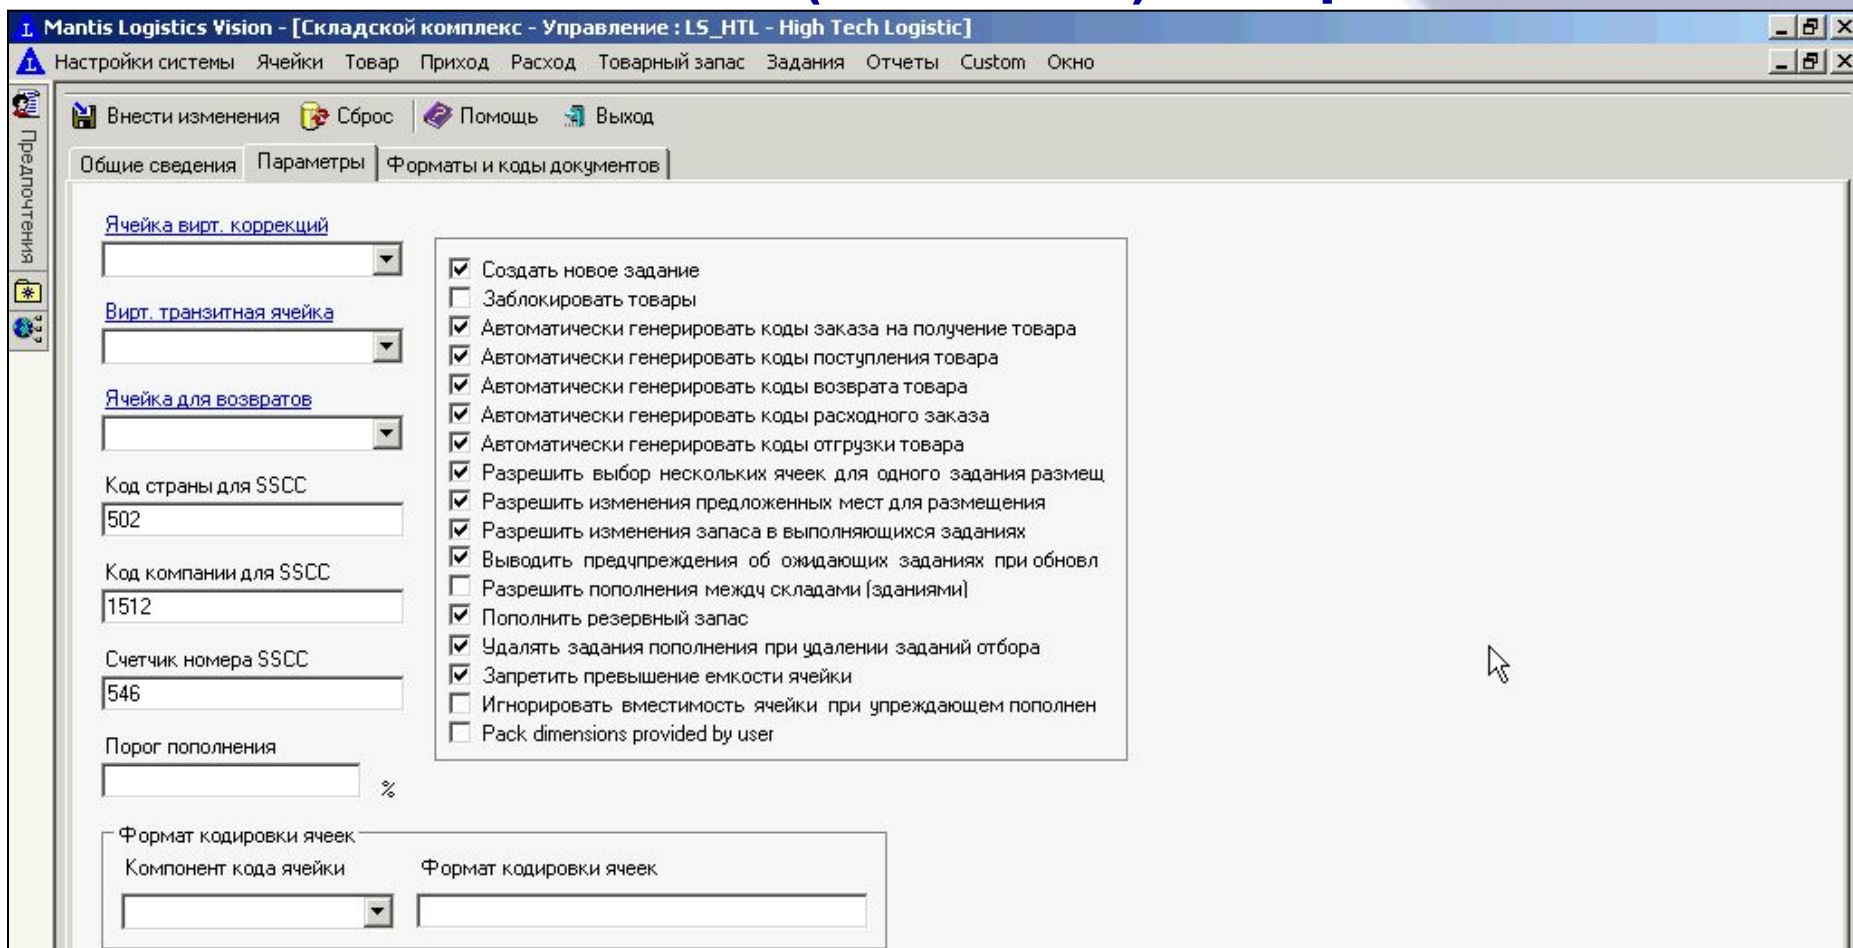 Mantis Logistics Vision - [Складской комплекс - Управление : LS_HTL - High Tech Logistic]
Настройки системы Ячейки Товар Приход Расход Товарный запас Задания Отчеты Custom Окно
Предпочтения
Внести изменения Сброс Помощь Выход
Общие сведения Параметры Форматы и коды документов
Ячейка вирт. коррекций
Вирт. транзитная ячейка
Ячейка для возвратов
Код страны для SSCC
502
Код компании для SSCC
1512
Счетчик номера SSCC
546
Порог пополнения
%
Создать новое задание
Заблокировать товары
Автоматически генерировать коды заказа на получение товара
Автоматически генерировать коды поступления товара
Автоматически генерировать коды возврата товара
Автоматически генерировать коды расходного заказа
Автоматически генерировать коды отгрузки товара
Разрешить выбор нескольких ячеек для одного задания размещ
Разрешить изменения предложенных мест для размещения
Разрешить изменения запаса в выполняющихся заданиях
Выводить предупреждения об ожидающих заданиях при обновл
Разрешить пополнения между складами (зданиями)
Пополнить резервный запас
Удалять задания пополнения при удалении заданий отбора
Запретить превышение емкости ячейки
Игнорировать вместимость ячейки при упреждающем пополнен
Pack dimensions provided by user
Формат кодировки ячеек
Компонент кода ячейки Формат кодировки ячеек